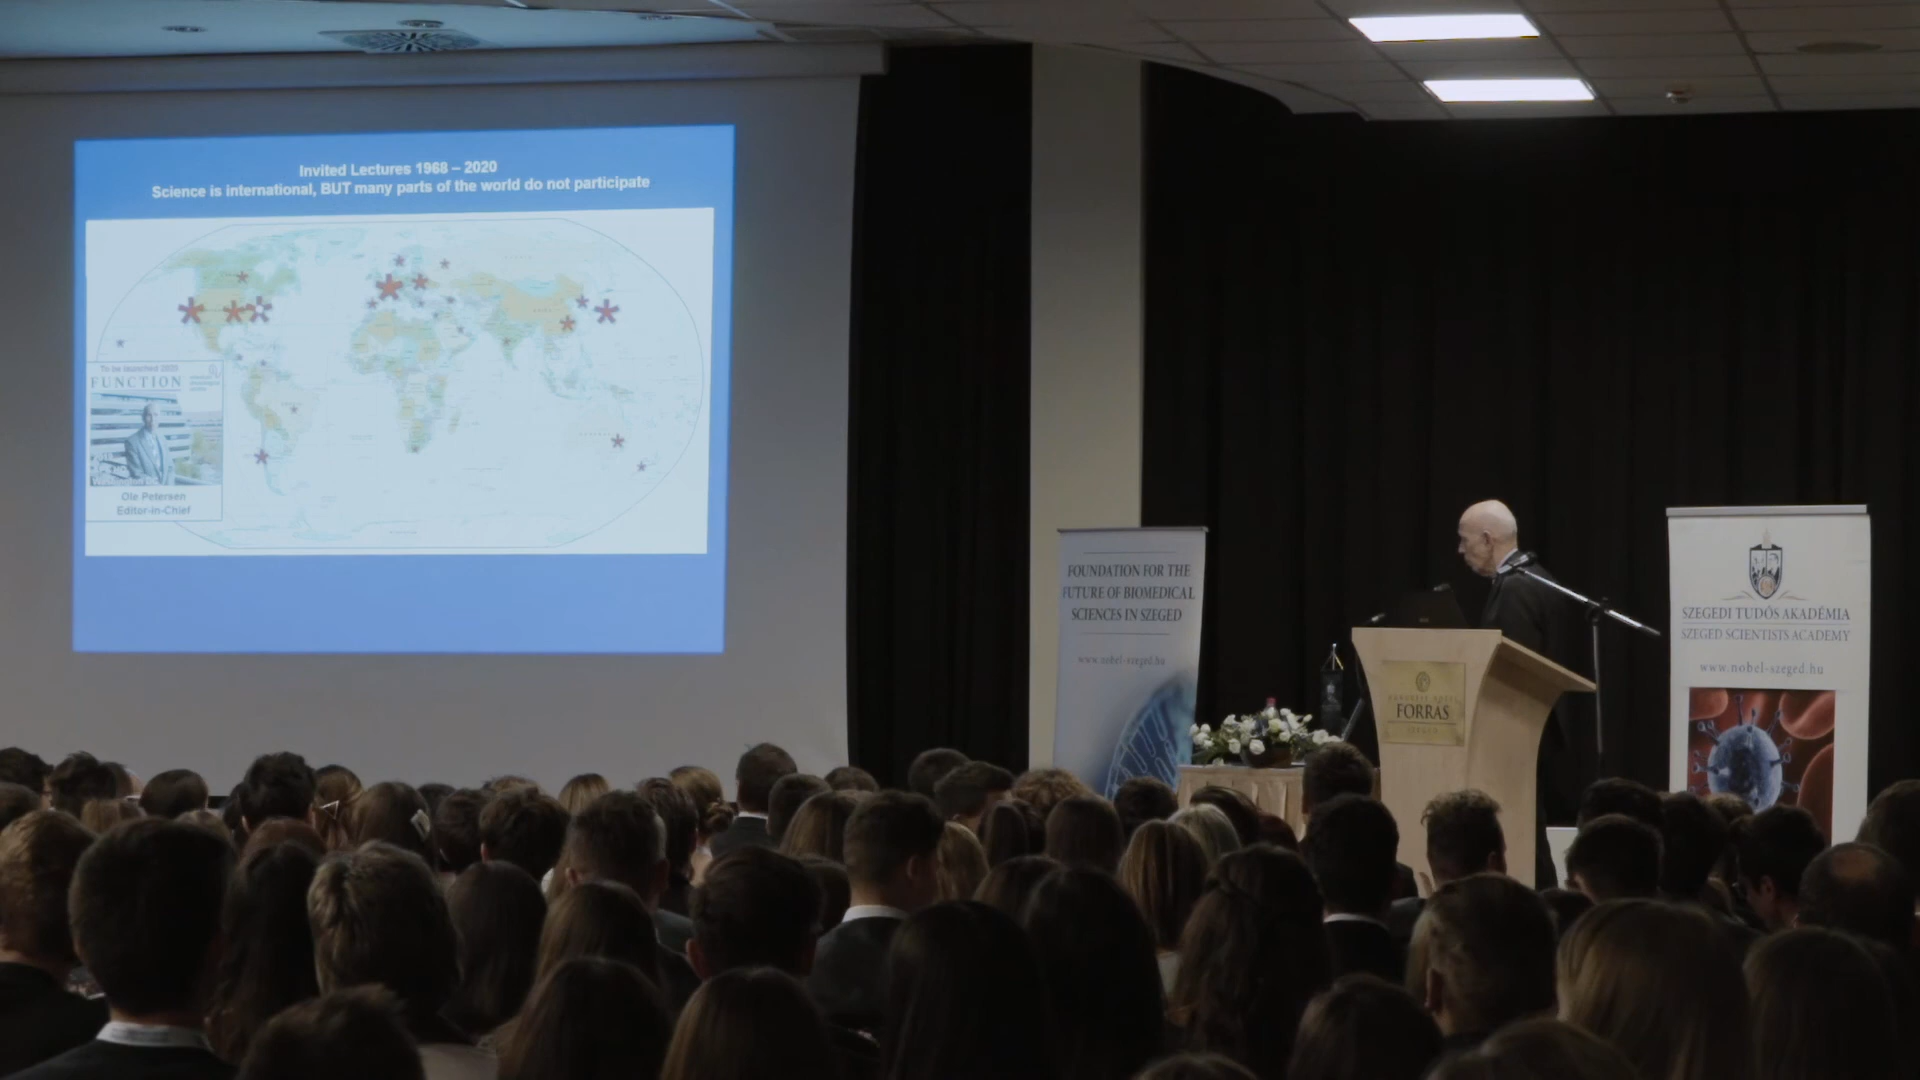 Invited Lectures 1968 – 2020
Science is international, BUT many parts of the world do not participate
To be launched 2020
FUNCTION
Ole Petersen
Editor-in-Chief
FOUNDATION FOR THE
FUTURE OF BIOMEDICAL
SCIENCES IN SZEGED
www.nobel-szeged.hu
FORRÁS
SZEGED
SZEGEDI TUDÓS AKADÉMIA
SZEGED SCIENTISTS ACADEMY
www.nobel-szeged.hu